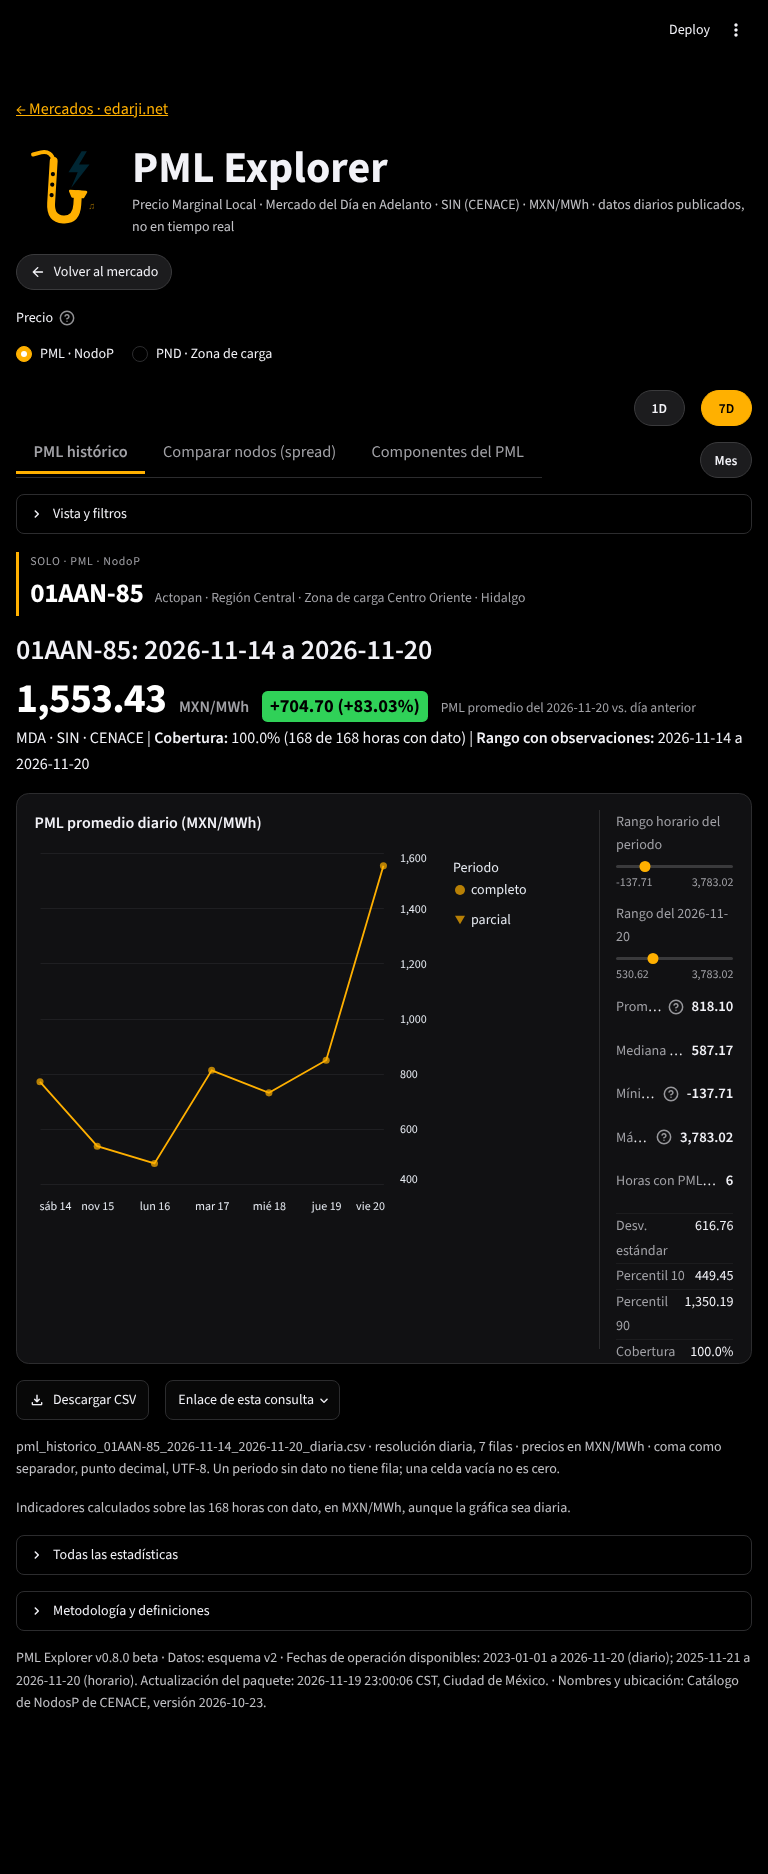 Deploy
← Mercados · edarji.net
PML Explorer
Precio Marginal Local · Mercado del Día en Adelanto · SIN (CENACE) · MXN/MWh · datos diarios publicados,
no en tiempo real
Volver al mercado
Precio
PML · NodoP
PND · Zona de carga
1D
7D
PML histórico
Comparar nodos (spread)
Componentes del PML
Mes
Vista y filtros
SOLO · PML · NodoP
01AAN-85 Actopan · Región Central · Zona de carga Centro Oriente · Hidalgo
01AAN-85: 2026-11-14 a 2026-11-20
1,553.43 MXN/MWh +704.70 (+83.03%) PML promedio del 2026-11-20 vs. día anterior
MDA · SIN · CENACE | Cobertura: 100.0% (168 de 168 horas con dato) | Rango con observaciones: 2026-11-14 a
2026-11-20
PML promedio diario (MXN/MWh)
1,600
1,400
1,200
1,000
800
600
400
sáb 14 nov 15 lun 16 mar 17 mié 18 jue 19 vie 20
Periodo
completo
parcial
Rango horario del
periodo
-137.71 3,783.02
Rango del 2026-11-
20
530.62 3,783.02
Prom… 818.10
Mediana … 587.17
Míni… -137.71
Má… 3,783.02
Horas con PML… 6
Desv. 616.76
estándar
Percentil 10 449.45
Percentil 1,350.19
90
Cobertura 100.0%
Descargar CSV
Enlace de esta consulta
pml_historico_01AAN-85_2026-11-14_2026-11-20_diaria.csv · resolución diaria, 7 filas · precios en MXN/MWh · coma como
separador, punto decimal, UTF-8. Un periodo sin dato no tiene fila; una celda vacía no es cero.
Indicadores calculados sobre las 168 horas con dato, en MXN/MWh, aunque la gráfica sea diaria.
Todas las estadísticas
Metodología y definiciones
PML Explorer v0.8.0 beta · Datos: esquema v2 · Fechas de operación disponibles: 2023-01-01 a 2026-11-20 (diario); 2025-11-21 a
2026-11-20 (horario). Actualización del paquete: 2026-11-19 23:00:06 CST, Ciudad de México. · Nombres y ubicación: Catálogo
de NodosP de CENACE, versión 2026-10-23.